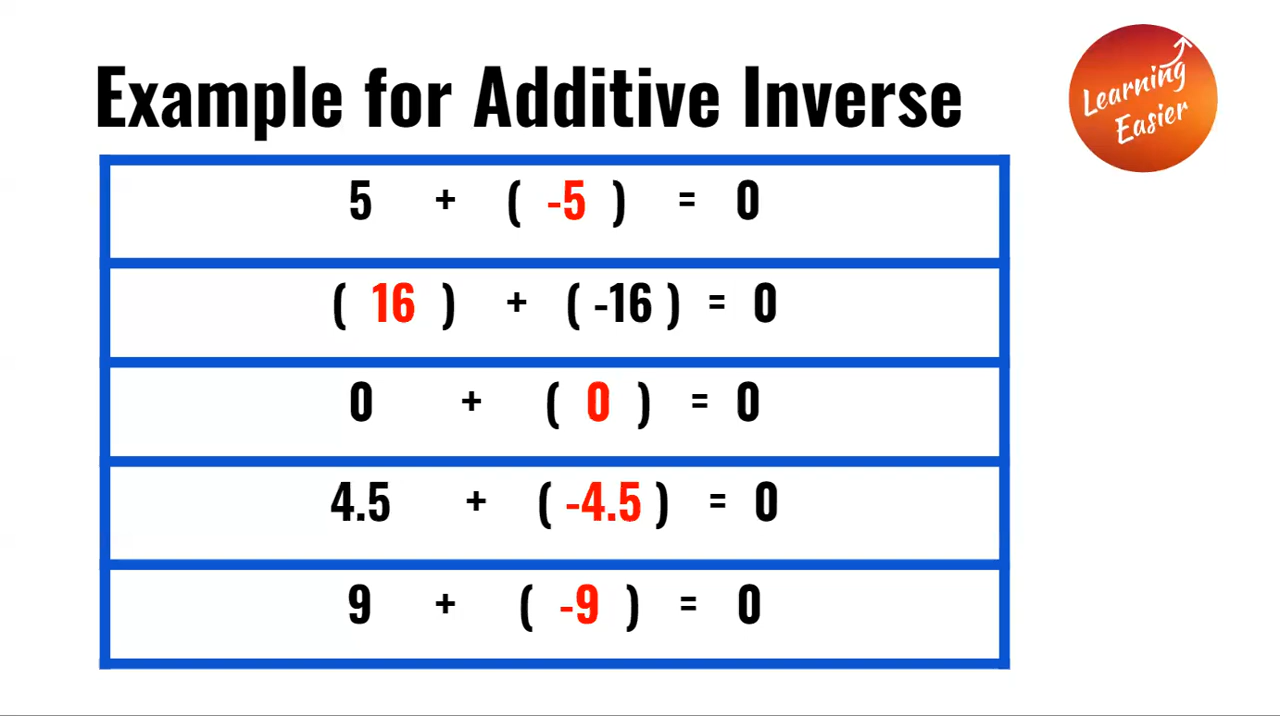 Example for Additive Inverse
Learning
Easier
5 + ( -5 ) = 0
( 16 ) + ( -16 ) = 0
0 + ( 0 ) = 0
4.5 + ( -4.5 ) = 0
9 + ( -9 ) = 0